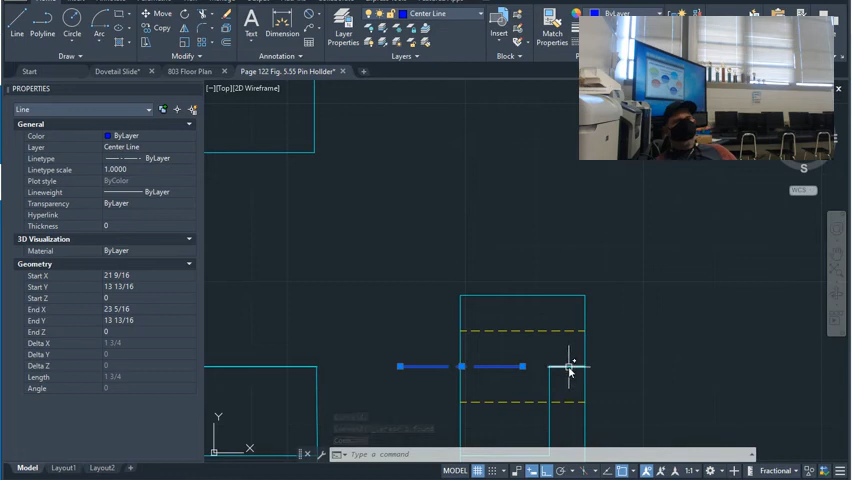 Line Polyline Circle Arc
Move Rotate
Copy
Text Dimension
Layer
Properties
Center Line
Insert
Match
Properties
ByLayer
Draw Modify Layers Block
Start Dovetail Slide* 803 Floor Plan Page 122 Fig. 5.55 Pin Hollder*
PROPERTIES
[−][Top][2D Wireframe]
Line
General
Color ByLayer
Layer Center Line
Linetype ByLayer
Linetype scale 1.0000
Plot style ByColor
Lineweight ByLayer
Transparency ByLayer
Hyperlink
Thickness 0
3D Visualization
Material ByLayer
Geometry
Start X 21 9/16
Start Y 13 13/16
Start Z 0
End X 23 5/16
End Y 13 13/16
End Z 0
Delta X 1 3/4
Delta Y 0
Delta Z 0
Length 1 3/4
Angle 0
S
WCS
Y
X
Type a command
Model Layout1 Layout2
MODEL 1:1 Fractional